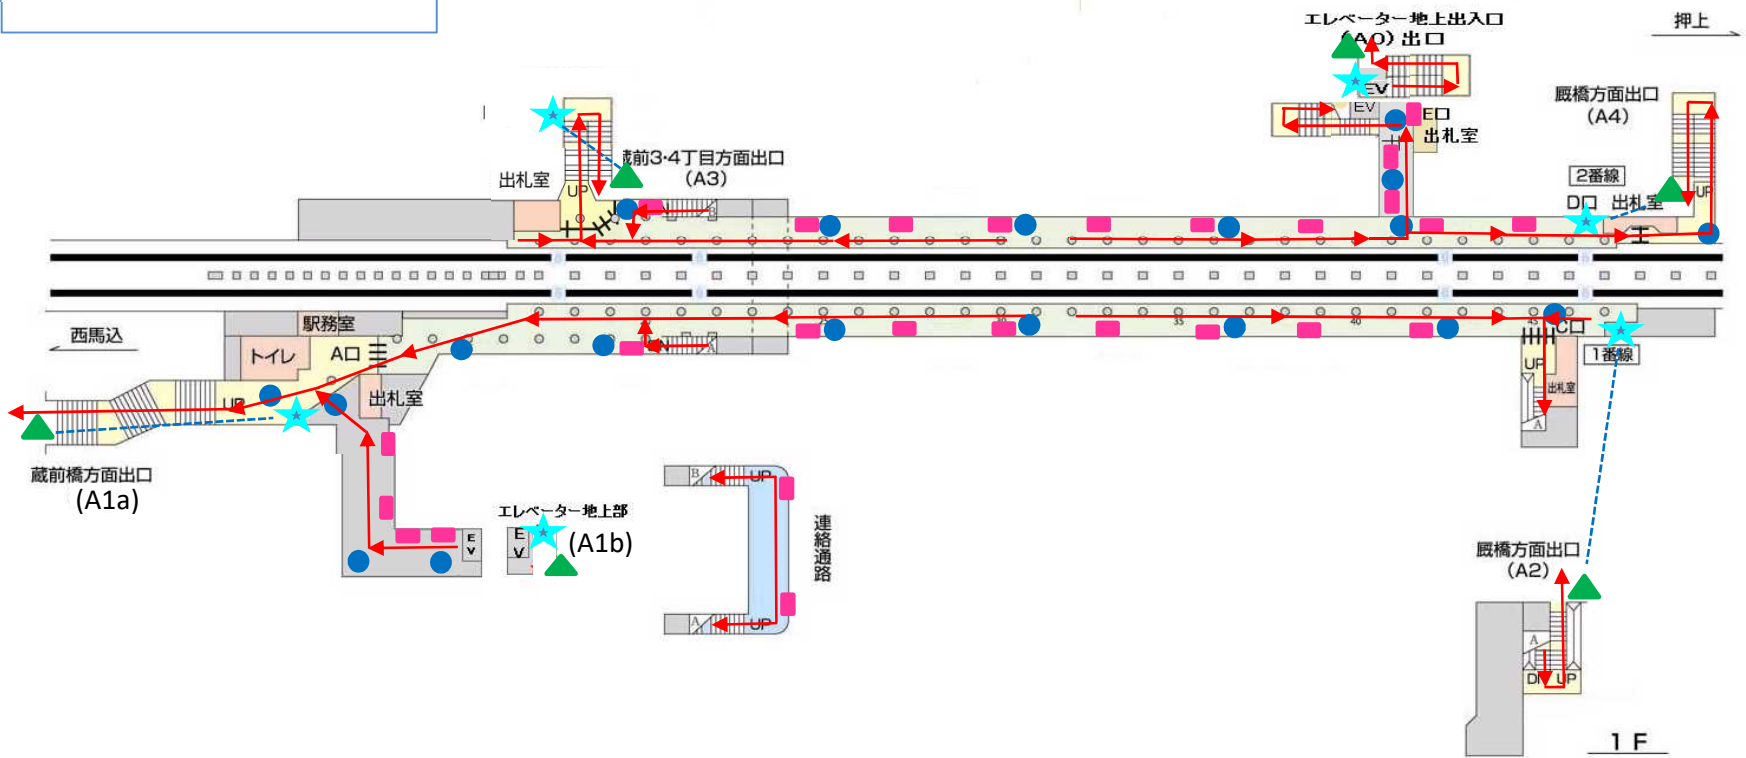 エレベーター地上出入口
(A0)出口
押上
EV
EV
E口
出札室
厩橋方面出口
(A4)
2番線
D口 出札室
UP
蔵前3・4丁目方面出口
(A3)
出札室
UP
B
西馬込
駅務室
トイレ
A口
出札室
UP
A
35
40
45
C口
1番線
UP
出札室
A
蔵前橋方面出口
(A1a)
EV
エレベーター地上部
EV
(A1b)
B
UP
連絡通路
A
UP
厩橋方面出口
(A2)
A
UP
1F